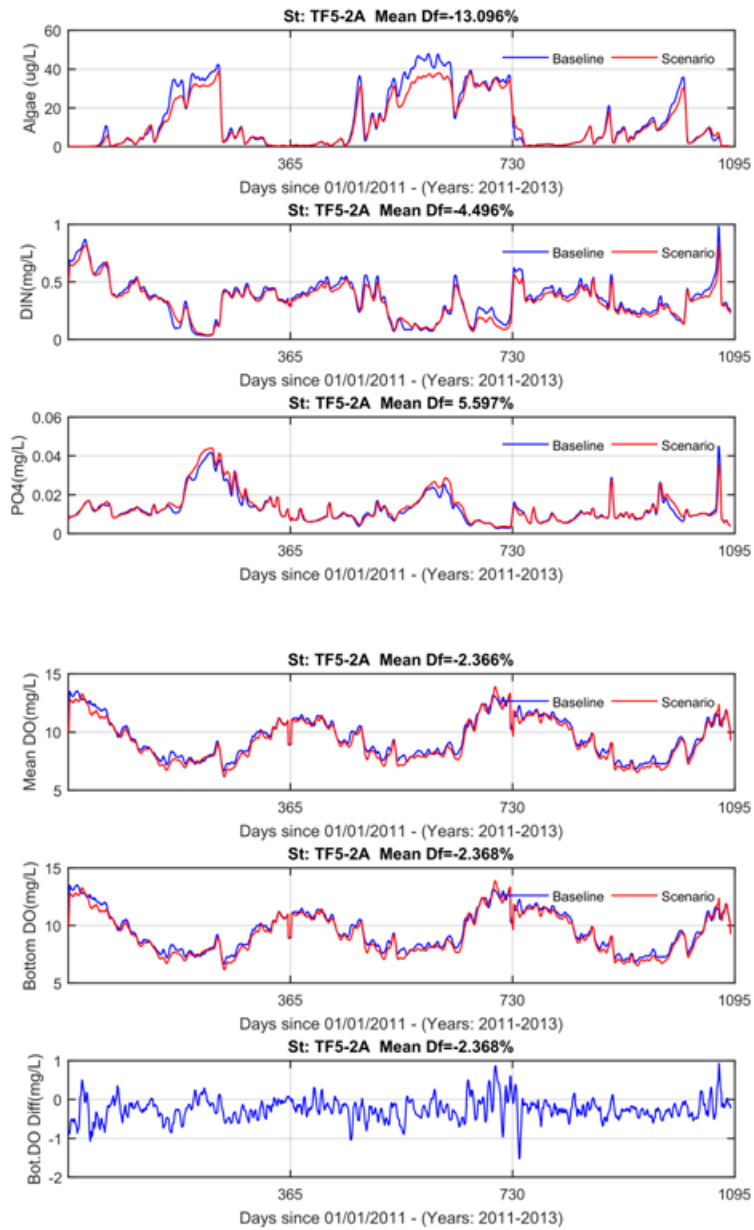 St: TF5-2A Mean Df=-13.096%
60
40
20
0
Algae (ug/L)
Baseline
Scenario
365
730
1095
Days since 01/01/2011 - (Years: 2011-2013)
St: TF5-2A Mean Df=-4.496%
1
0.5
0
DIN(mg/L)
Baseline
Scenario
365
730
1095
Days since 01/01/2011 - (Years: 2011-2013)
St: TF5-2A Mean Df= 5.597%
0.06
0.04
0.02
0
PO4(mg/L)
Baseline
Scenario
365
730
1095
Days since 01/01/2011 - (Years: 2011-2013)
St: TF5-2A Mean Df=-2.366%
15
10
5
Mean DO(mg/L)
Baseline
Scenario
365
730
1095
Days since 01/01/2011 - (Years: 2011-2013)
St: TF5-2A Mean Df=-2.368%
15
10
5
Bottom DO(mg/L)
Baseline
Scenario
365
730
1095
Days since 01/01/2011 - (Years: 2011-2013)
St: TF5-2A Mean Df=-2.368%
1
0
-1
-2
Bot.DO Diff(mg/L)
365
730
1095
Days since 01/01/2011 - (Years: 2011-2013)